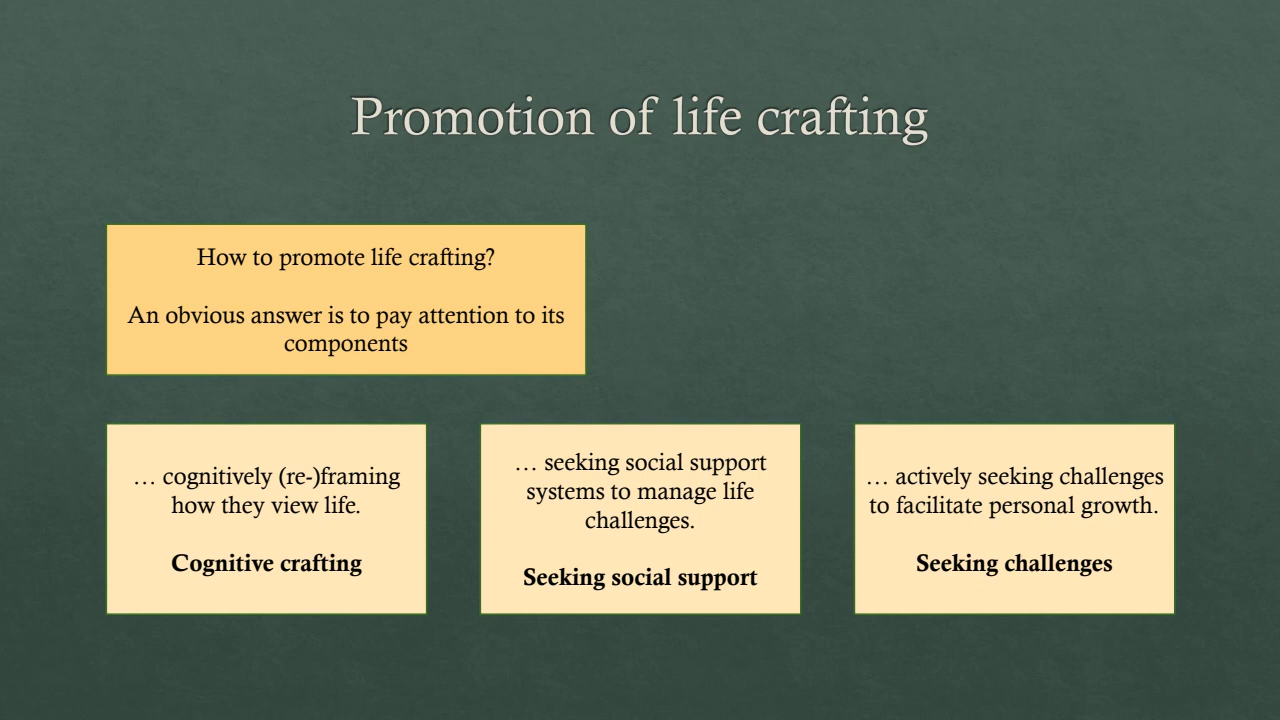 Promotion of life crafting
How to promote life crafting?
An obvious answer is to pay attention to its
components
… cognitively (re-)framing
how they view life.
Cognitive crafting
… seeking social support
systems to manage life
challenges.
Seeking social support
… actively seeking challenges
to facilitate personal growth.
Seeking challenges